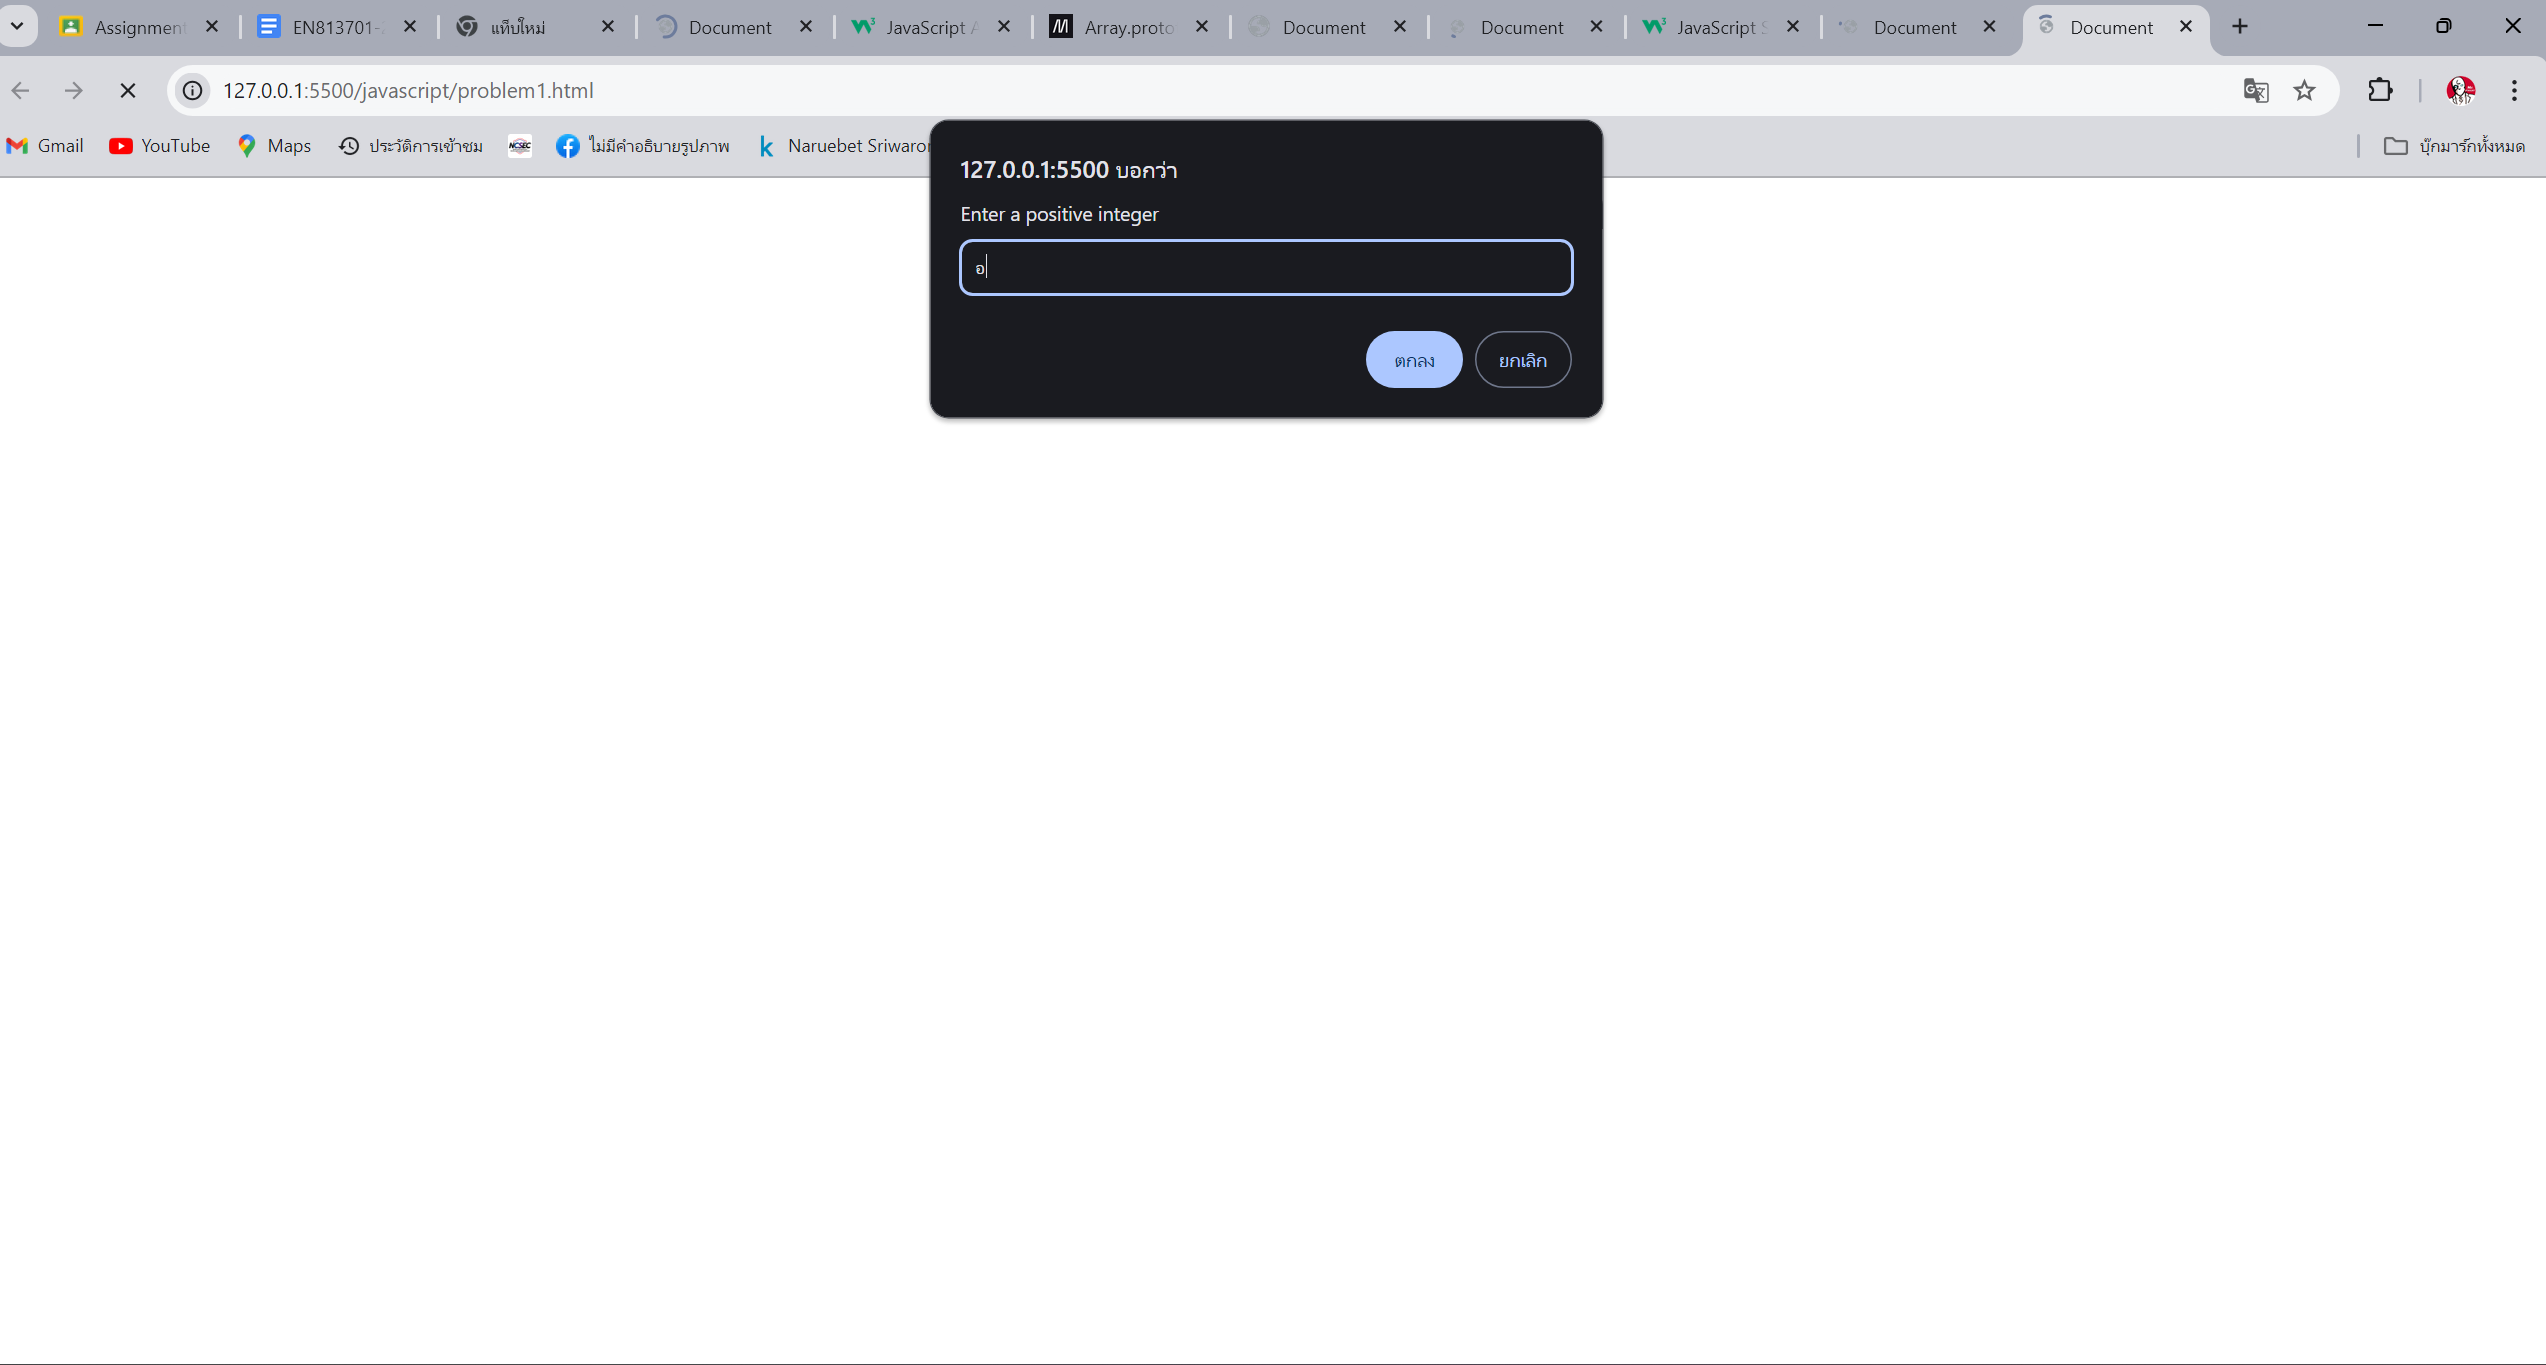 Assignment
EN813701-
แท็บใหม่
Document
JavaScript A
Array.proto
Document
Document
JavaScript S
Document
Document
127.0.0.1:5500/javascript/problem1.html
Gmail
YouTube
Maps
ประวัติการเข้าชม
NCSEC
ไม่มีคำอธิบายรูปภาพ
Naruebet Sriwaron
บุ๊กมาร์กทั้งหมด
127.0.0.1:5500 บอกว่า
Enter a positive integer
อ
ตกลง
ยกเลิก